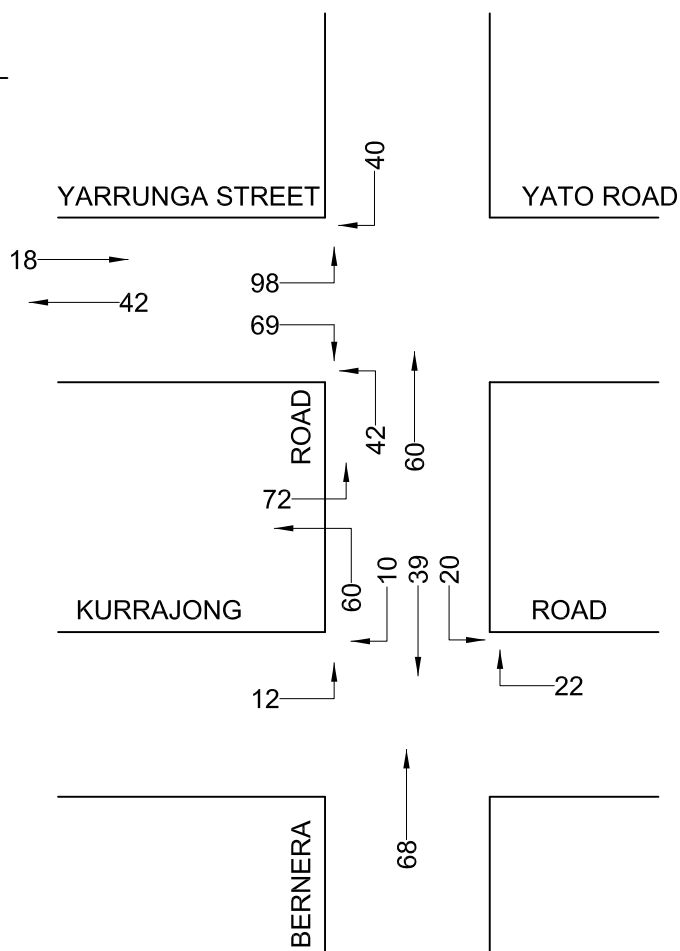 40
YARRUNGA STREET
YATO ROAD
18
98
42
69
ROAD
42
60
72
60
10
39
20
KURRAJONG
ROAD
12
22
68
BERNERA